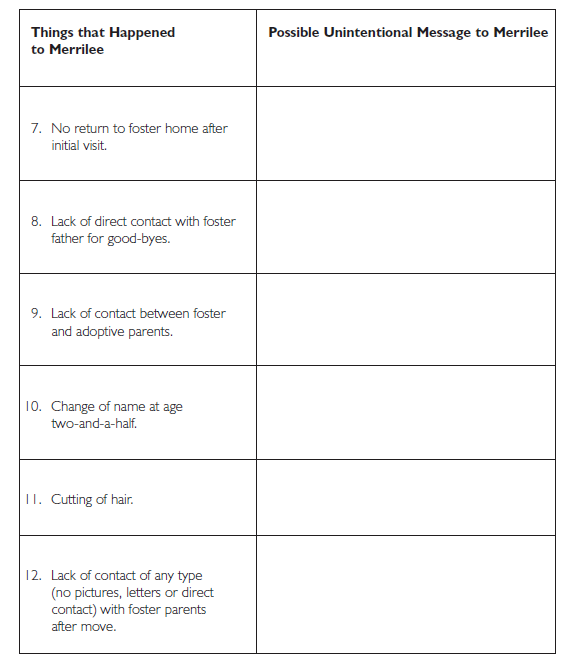 Things that Happened
to Merrilee
Possible Unintentional Message to Merrilee
7. No return to foster home after
initial visit.
8. Lack of direct contact with foster
father for good-byes.
9. Lack of contact between foster
and adoptive parents.
10. Change of name at age
two-and-a-half.
11. Cutting of hair.
12. Lack of contact of any type
(no pictures, letters or direct
contact) with foster parents
after move.